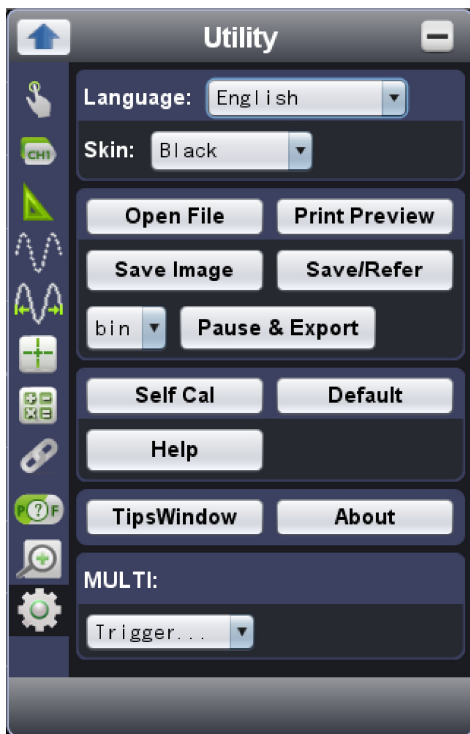 Utility
Language: English
CH1
Skin: Black
Open File Print Preview
Save Image Save/Refer
bin Pause & Export
Self Cal Default
Help
P ? F
TipsWindow About
MULTI:
Trigger...